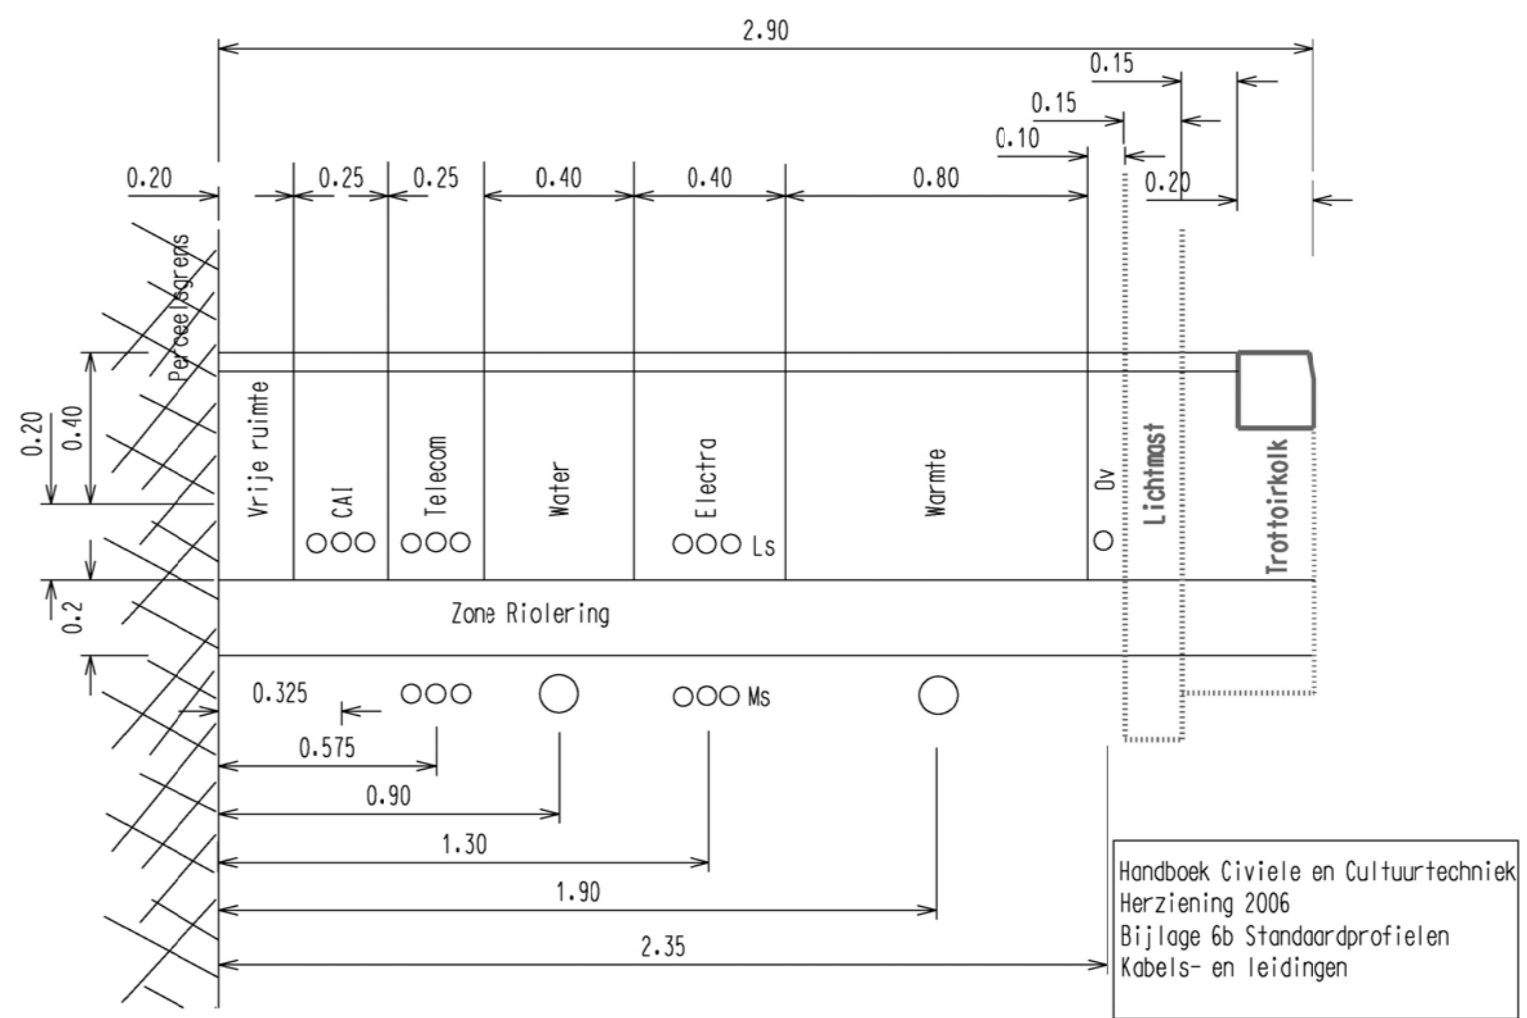 2.90
0.15
0.15
0.10
0.20
0.25
0.25
0.40
0.40
0.80
0.20
Perceelsgrens
0.20
0.40
Vrije ruimte
CAI
Telecom
Water
Electra
Ls
Warmte
Ov
Lichtmast
Trottoirkolk
0.2
Zone Riolering
0.325
Ms
0.575
0.90
1.30
1.90
2.35
Handboek Civiele en Cultuurtechniek
Herziening 2006
Bijlage 6b Standaardprofielen
Kabels- en leidingen